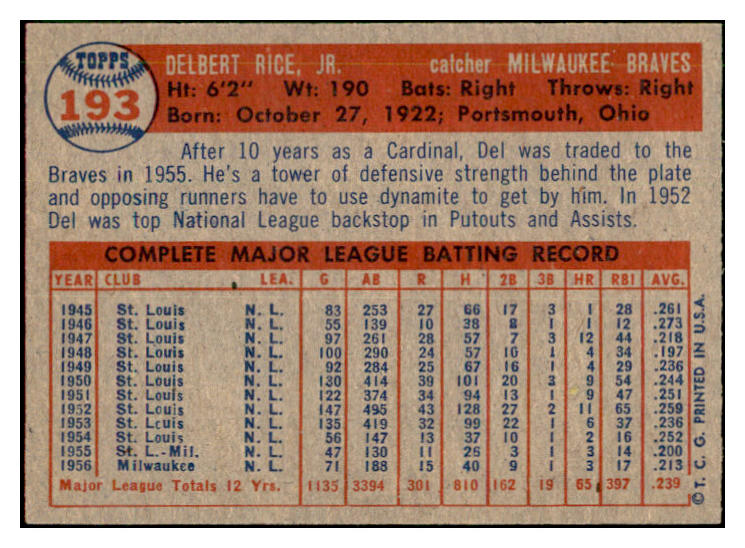 TOPPS
193
DELBERT RICE, JR. catcher MILWAUKEE BRAVES
Ht: 6'2" Wt: 190 Bats: Right Throws: Right
Born: October 27, 1922; Portsmouth, Ohio
After 10 years as a Cardinal, Del was traded to the
Braves in 1955. He's a tower of defensive strength behind the plate
and opposing runners have to use dynamite to get by him. In 1952
Del was top National League backstop in Putouts and Assists.
COMPLETE MAJOR LEAGUE BATTING RECORD
YEAR CLUB LEA. G AB R H 2B 3B HR RBI AVG.
1945 St. Louis N. L. 83 253 27 66 17 3 1 28 .261
1946 St. Louis N. L. 55 139 10 38 8 1 1 12 .273
1947 St. Louis N. L. 97 261 28 57 7 3 12 44 .218
1948 St. Louis N. L. 100 290 24 57 10 1 4 34 .197
1949 St. Louis N. L. 92 284 25 67 16 1 4 29 .236
1950 St. Louis N. L. 130 414 39 101 20 3 9 54 .244
1951 St. Louis N. L. 122 374 34 94 13 1 9 47 .251
1952 St. Louis N. L. 147 495 43 128 27 2 11 65 .259
1953 St. Louis N. L. 135 419 32 99 22 1 6 37 .236
1954 St. Louis N. L. 56 147 13 37 10 1 2 16 .252
1955 St. L.-Mil. N. L. 47 130 11 26 3 1 3 14 .200
1956 Milwaukee N. L. 71 188 15 40 9 1 3 17 .213
Major League Totals 12 Yrs. 1135 3394 301 810 162 19 65 397 .239
© T. C. G. PRINTED IN U.S.A.